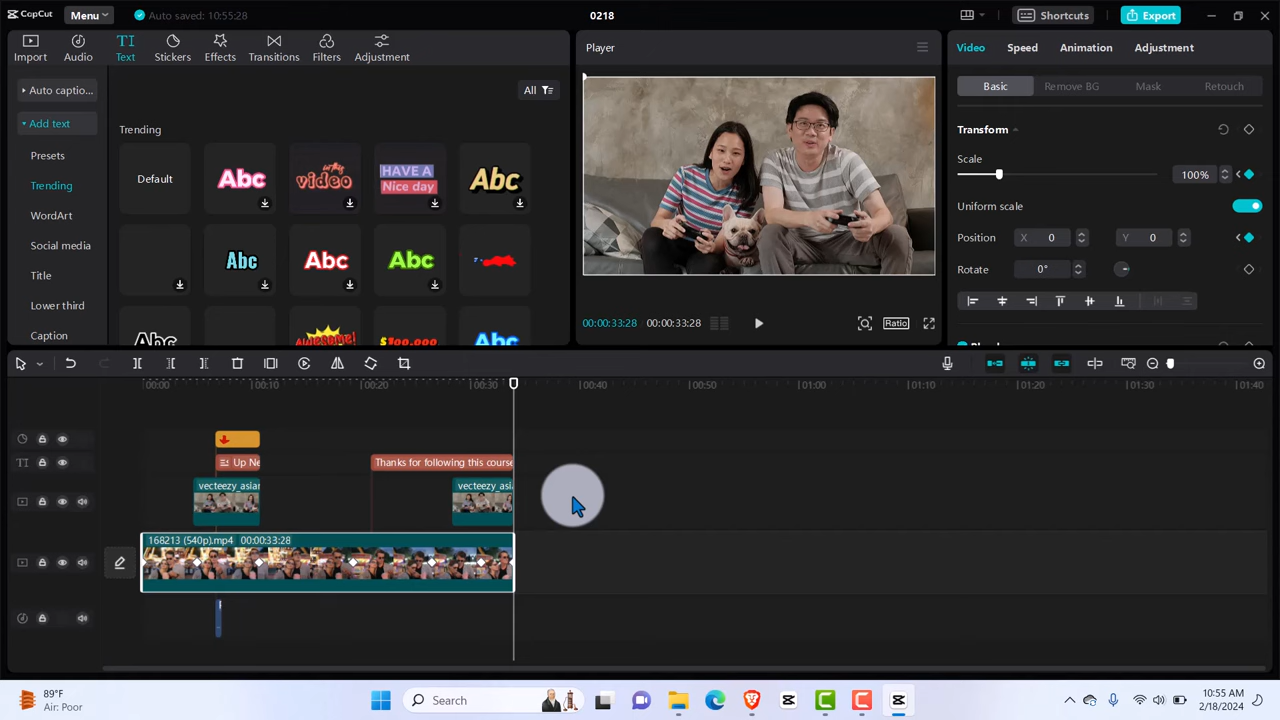 CapCut Menu Auto saved: 10:55:28 0218 Shortcuts Export
Import Audio Text Stickers Effects Transitions Filters Adjustment
Player
Video Speed Animation Adjustment
Auto captio...
All
Basic Remove BG Mask Retouch
Add text
Trending
Transform
Presets
Scale
100%
Default
Abc
video
HAVE A
Nice day
Abc
Trending
Uniform scale
WordArt
Position X 0 Y 0
Social media
Abc
Abc
Abc
Rotate 0°
Title
Lower third
Caption
Abc
AWesome!
$100,000
Abc
00:00:33:28 00:00:33:28
Ratio
00:00 00:10 00:20 00:30 00:40 00:50 01:00 01:10 01:20 01:30 01:40
TI
Up Ne
Thanks for following this course
vecteezy_asian
vecteezy_asian
168213 (540p).mp4 00:00:33:28
89°F
Air: Poor
Search
10:55 AM
2/18/2024